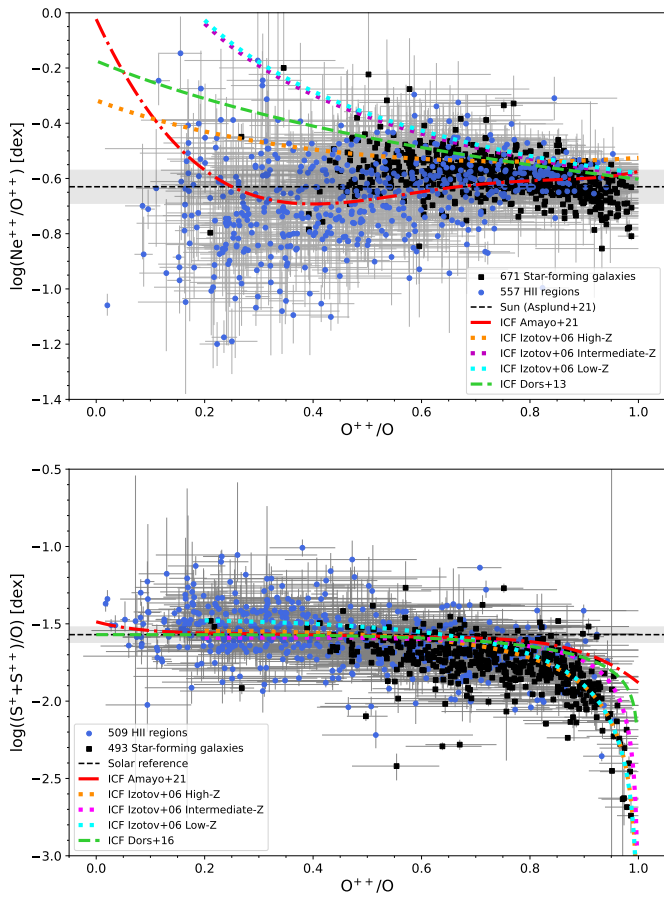 0.0
−0.2
−0.4
−0.6
−0.8
−1.0
−1.2
−1.4
log(Ne⁺⁺/O⁺⁺) [dex]
671 Star-forming galaxies
557 HII regions
Sun (Asplund+21)
ICF Amayo+21
ICF Izotov+06 High-Z
ICF Izotov+06 Intermediate-Z
ICF Izotov+06 Low-Z
ICF Dors+13
0.0 0.2 0.4 0.6 0.8 1.0
O⁺⁺/O
−0.5
−1.0
−1.5
−2.0
−2.5
−3.0
log((S⁺+S⁺⁺)/O)) [dex]
509 HII regions
493 Star-forming galaxies
Solar reference
ICF Amayo+21
ICF Izotov+06 High-Z
ICF Izotov+06 Intermediate-Z
ICF Izotov+06 Low-Z
ICF Dors+16
0.0 0.2 0.4 0.6 0.8 1.0
O⁺⁺/O